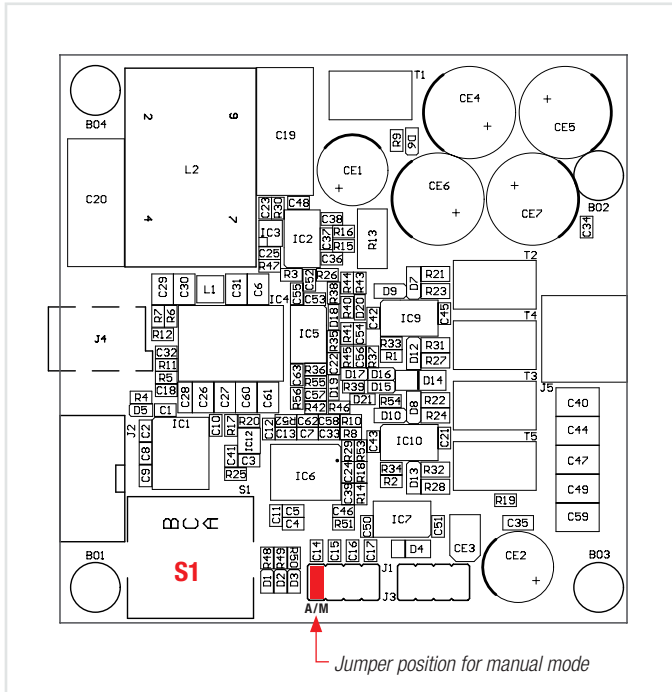 T1
CE4
CE5
BO4
2
9
C19
R9
D6
CE1
L2
C20
CE6
CE7
BO2
C23
R30
C48
C34
4
7
IC3
IC2
C38
C37
R16
R15
C36
R13
C25
R47
R3
C52
R26
R44
R43
T2
C29
C30
L1
C31
C6
IC4
C55
C53
R38
D9
D7
R21
R23
R7
R6
R12
IC5
D18
R40
D20
C42
IC9
C45
T4
J4
R35
R41
C54
R33
R1
D12
R31
R27
C32
R11
R5
C18
C22
R45
C56
R37
C63
R36
R55
C57
R42
D19
R46
D17
R39
D16
D15
D21
D14
T3
J5
R4
D5
C1
C28
C26
C27
C60
C61
R54
D10
D8
R22
R24
C40
J2
C2
C8
C9
IC1
C10
R17
R20
IC12
C12
R59
C13
C62
C7
C58
C33
R10
R8
C43
IC10
C21
T5
C44
C41
C3
R25
IC6
R29
R53
C24
R18
C39
R14
R34
R2
D13
R32
R28
C47
S1
C49
R19
B
C
A
C11
C5
C4
C46
R51
C50
IC7
C51
CE3
C35
C59
BO1
S1
R48
R49
R50
D1
D2
D3
C14
C15
C16
C17
D4
J1
J3
CE2
BO3
A/M
Jumper position for manual mode